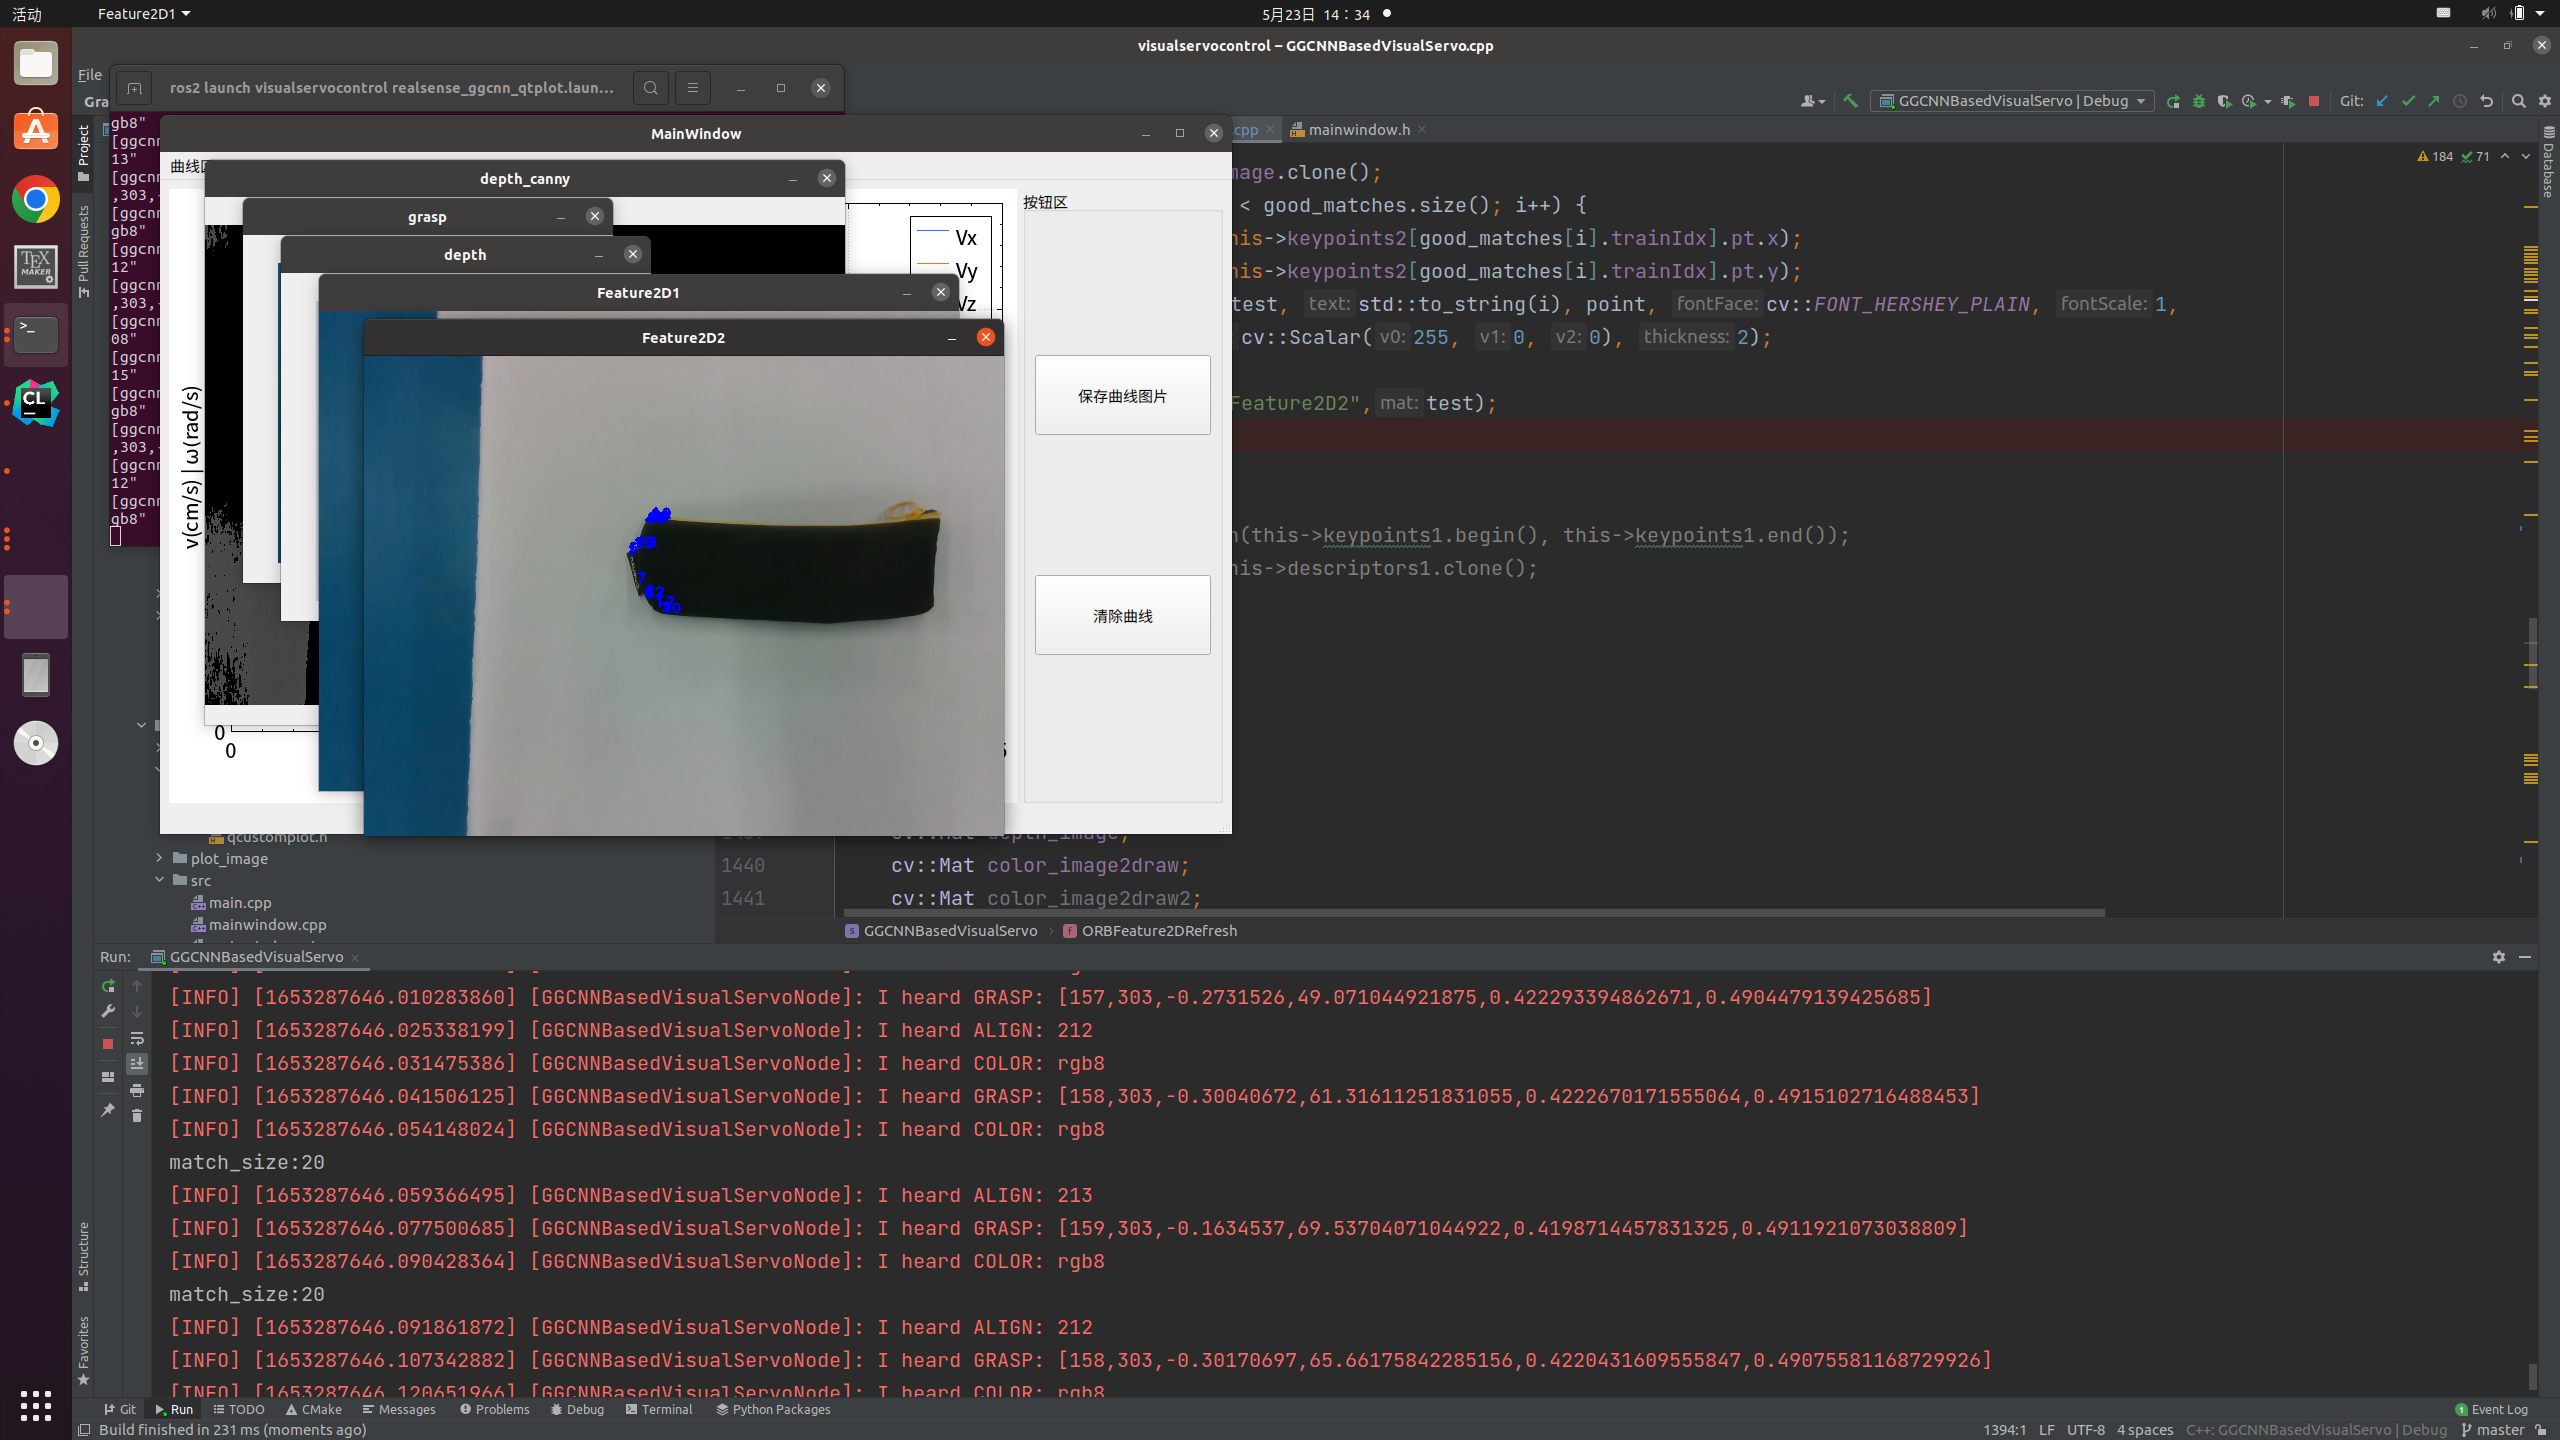 活动
Feature2D1
5月23日 14：34
visualservocontrol – GGCNNBasedVisualServo.cpp
File
Gra
ros2 launch visualservocontrol realsense_ggcnn_qtplot.laun...
GGCNNBasedVisualServo | Debug
Git:
.cpp
mainwindow.h
Project
Pull Requests
Database
184
71
gb8"
[ggcnn
13"
[ggcnn
,303,-
[ggcnn
gb8"
[ggcnn
12"
[ggcnn
,303,-
[ggcnn
08"
[ggcnn
15"
[ggcnn
gb8"
[ggcnn
,303,-
[ggcnn
12"
[ggcnn
gb8"
MainWindow
depth_canny
grasp
depth
Feature2D1
Feature2D2
v(cm/s) | ω(rad/s)
0
0
Vx
Vy
Vz
按钮区
保存曲线图片
清除曲线
mage.clone();
< good_matches.size(); i++) {
his->keypoints2[good_matches[i].trainIdx].pt.x);
his->keypoints2[good_matches[i].trainIdx].pt.y);
test, text: std::to_string(i), point, fontFace: cv::FONT_HERSHEY_PLAIN, fontScale: 1,
cv::Scalar( v0: 255, v1: 0, v2: 0), thickness: 2);
Feature2D2", mat: test);
n(this->keypoints1.begin(), this->keypoints1.end());
his->descriptors1.clone();
cv::Mat depth_image;
1440 cv::Mat color_image2draw;
1441 cv::Mat color_image2draw2;
qcustomplot.h
plot_image
src
main.cpp
mainwindow.cpp
GGCNNBasedVisualServo
ORBFeature2DRefresh
Run:
GGCNNBasedVisualServo
[INFO] [1653287646.010283860] [GGCNNBasedVisualServoNode]: I heard GRASP: [157,303,-0.2731526,49.071044921875,0.422293394862671,0.4904479139425685]
[INFO] [1653287646.025338199] [GGCNNBasedVisualServoNode]: I heard ALIGN: 212
[INFO] [1653287646.031475386] [GGCNNBasedVisualServoNode]: I heard COLOR: rgb8
[INFO] [1653287646.041506125] [GGCNNBasedVisualServoNode]: I heard GRASP: [158,303,-0.30040672,61.31611251831055,0.4222670171555064,0.4915102716488453]
[INFO] [1653287646.054148024] [GGCNNBasedVisualServoNode]: I heard COLOR: rgb8
match_size:20
[INFO] [1653287646.059366495] [GGCNNBasedVisualServoNode]: I heard ALIGN: 213
[INFO] [1653287646.077500685] [GGCNNBasedVisualServoNode]: I heard GRASP: [159,303,-0.1634537,69.53704071044922,0.4198714457831325,0.4911921073038809]
[INFO] [1653287646.090428364] [GGCNNBasedVisualServoNode]: I heard COLOR: rgb8
match_size:20
[INFO] [1653287646.091861872] [GGCNNBasedVisualServoNode]: I heard ALIGN: 212
[INFO] [1653287646.107342882] [GGCNNBasedVisualServoNode]: I heard GRASP: [158,303,-0.30170697,65.66175842285156,0.4220431609555847,0.49075581168729926]
[INFO] [1653287646.120651966] [GGCNNBasedVisualServoNode]: I heard COLOR: rgb8
Structure
Favorites
Git
Run
TODO
CMake
Messages
Problems
Debug
Terminal
Python Packages
1 Event Log
Build finished in 231 ms (moments ago)
1394:1 LF UTF-8 4 spaces C++: GGCNNBasedVisualServo | Debug master